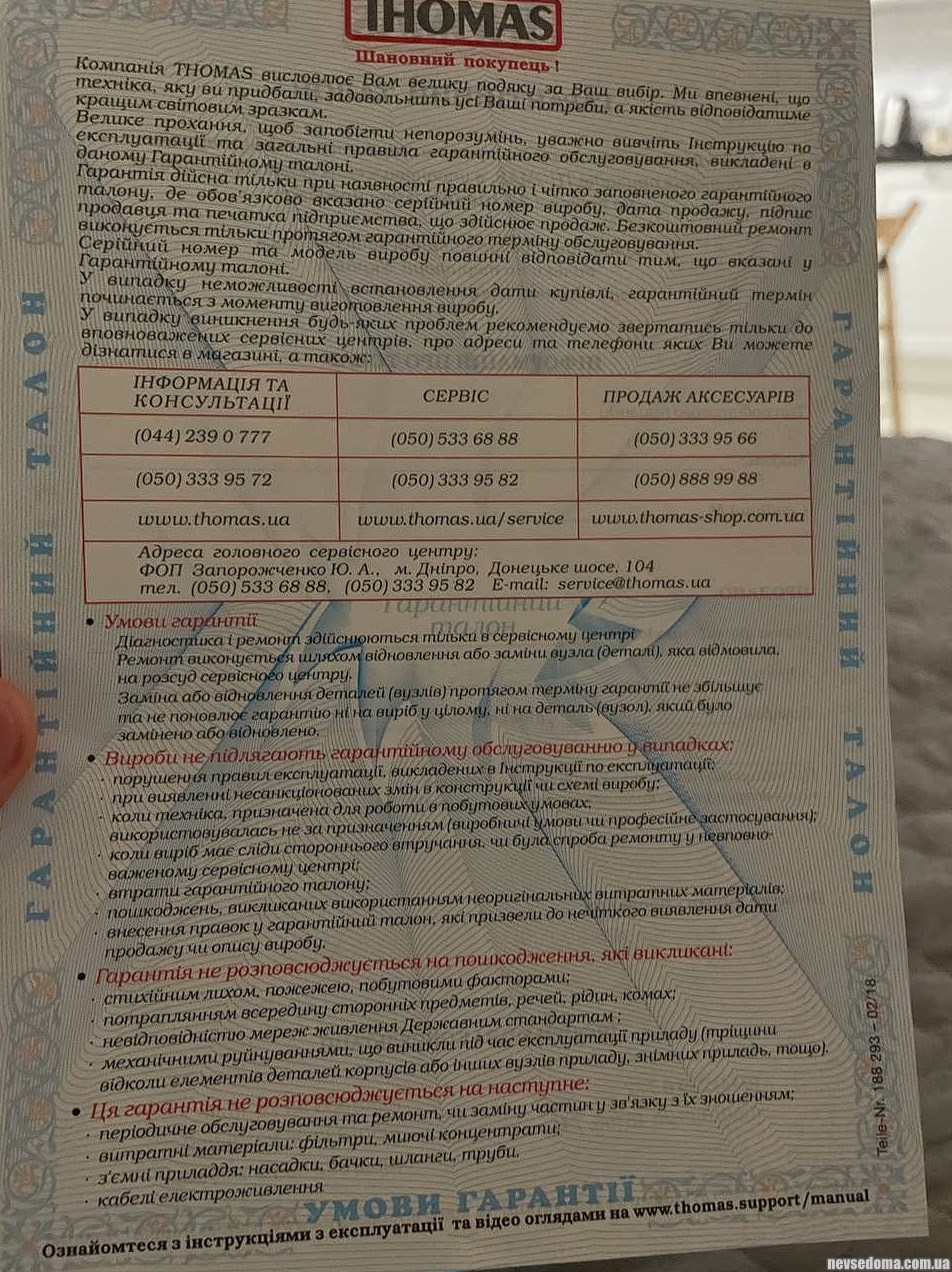 THOMAS
Шановний покупець!
Компанія THOMAS висловлює Вам велику подяку за Ваш вибір. Ми впевнені, що
техніка, яку ви придбали, задовольнить усі Ваші потреби, а якість відповідатиме
кращим світовим зразкам.
Велике прохання, щоб запобігти непорозумінь, уважно вивчіть Інструкцію по
експлуатації та загальні правила гарантійного обслуговування, викладені в
даному Гарантійному талоні.
Гарантія дійсна тільки при наявності правильно і чітко заповненого гарантійного
талону, де обов'язково вказано серійний номер виробу, дата продажу, підпис
продавця та печатка підприємства, що здійснює продаж. Безкоштовний ремонт
виконується тільки протягом гарантійного терміну обслуговування.
Серійний номер та модель виробу повинні відповідати тим, що вказані у
Гарантійному талоні.
У випадку неможливості встановлення дати купівлі, гарантійний термін
починається з моменту виготовлення виробу.
У випадку виникнення будь-яких проблем рекомендуємо звертатись тільки до
вповноважених сервісних центрів, про адреси та телефони яких Ви можете
дізнатися в магазині, а також:
ІНФОРМАЦІЯ ТА
КОНСУЛЬТАЦІЇ
СЕРВІС
ПРОДАЖ АКСЕСУАРІВ
(044) 239 0 777
(050) 533 68 88
(050) 333 95 66
(050) 333 95 72
(050) 333 95 82
(050) 888 99 88
www.thomas.ua
www.thomas.ua/service
www.thomas-shop.com.ua
Адреса головного сервісного центру:
ФОП Запорожченко Ю. А., м. Дніпро, Донецьке шосе, 104
тел. (050) 533 68 88, (050) 333 95 82 E-mail: service@thomas.ua
Гарантійний
талон
• Умови гарантії
Діагностика і ремонт здійснюються тільки в сервісному центрі
Ремонт виконується шляхом відновлення або заміни вузла (деталі), яка відмовила,
на розсуд сервісного центру.
Заміна або відновлення деталей (вузлів) протягом терміну гарантії не збільшує
та не поновлює гарантію ні на виріб у цілому, ні на деталь (вузол), який було
замінено або відновлено.
• Вироби не підлягають гарантійному обслуговуванню у випадках:
· порушення правил експлуатації, викладених в Інструкції по експлуатації;
· при виявленні несанкціонованих змін в конструкції чи схемі виробу;
· коли техніка, призначена для роботи в побутових умовах,
використовувалась не за призначенням (виробничі умови чи професійне застосування);
· коли виріб має сліди стороннього втручання, чи була спроба ремонту у невповно-
важеному сервісному центрі;
· втрати гарантійного талону;
· пошкоджень, викликаних використанням неоригінальних витратних матеріалів;
· внесення правок у гарантійний талон, які призвели до нечіткого виявлення дати
продажу чи опису виробу.
• Гарантія не розповсюджується на пошкодження, які викликані:
· стихійним лихом, пожежею, побутовими факторами;
· потраплянням всередину сторонніх предметів, речей, рідин, комах;
· невідповідністю мереж живлення Державним стандартам;
· механічними руйнуваннями, що виникли під час експлуатації приладу (тріщини
відколи елементів деталей корпусів або інших вузлів приладу, знімних приладь, тощо).
• Ця гарантія не розповсюджується на наступне:
· періодичне обслуговування та ремонт, чи заміну частин у зв'язку з їх зношенням;
· витратні матеріали: фільтри, миючі концентрати;
· з'ємні приладдя: насадки, бачки, шланги, труби.
· кабелі електроживлення
УМОВИ ГАРАНТІЇ
Ознайомтеся з інструкціями з експлуатації та відео оглядами на www.thomas.support/manual
ГАРАНТІЙНИЙ ТАЛОН
ГАРАНТІЙНИЙ ТАЛОН
Teile-Nr. 188 293 – 02/18
nevsedoma.com.ua